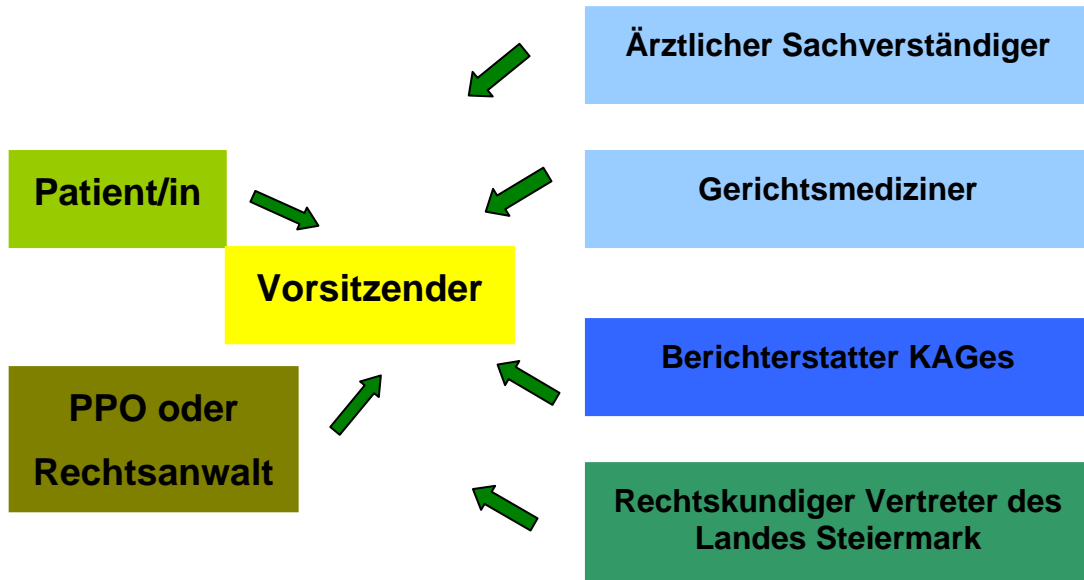 Ärztlicher Sachverständiger
Patient/in
Gerichtsmediziner
Vorsitzender
Berichterstatter KAGes
PPO oder
Rechtsanwalt
Rechtskundiger Vertreter des
Landes Steiermark